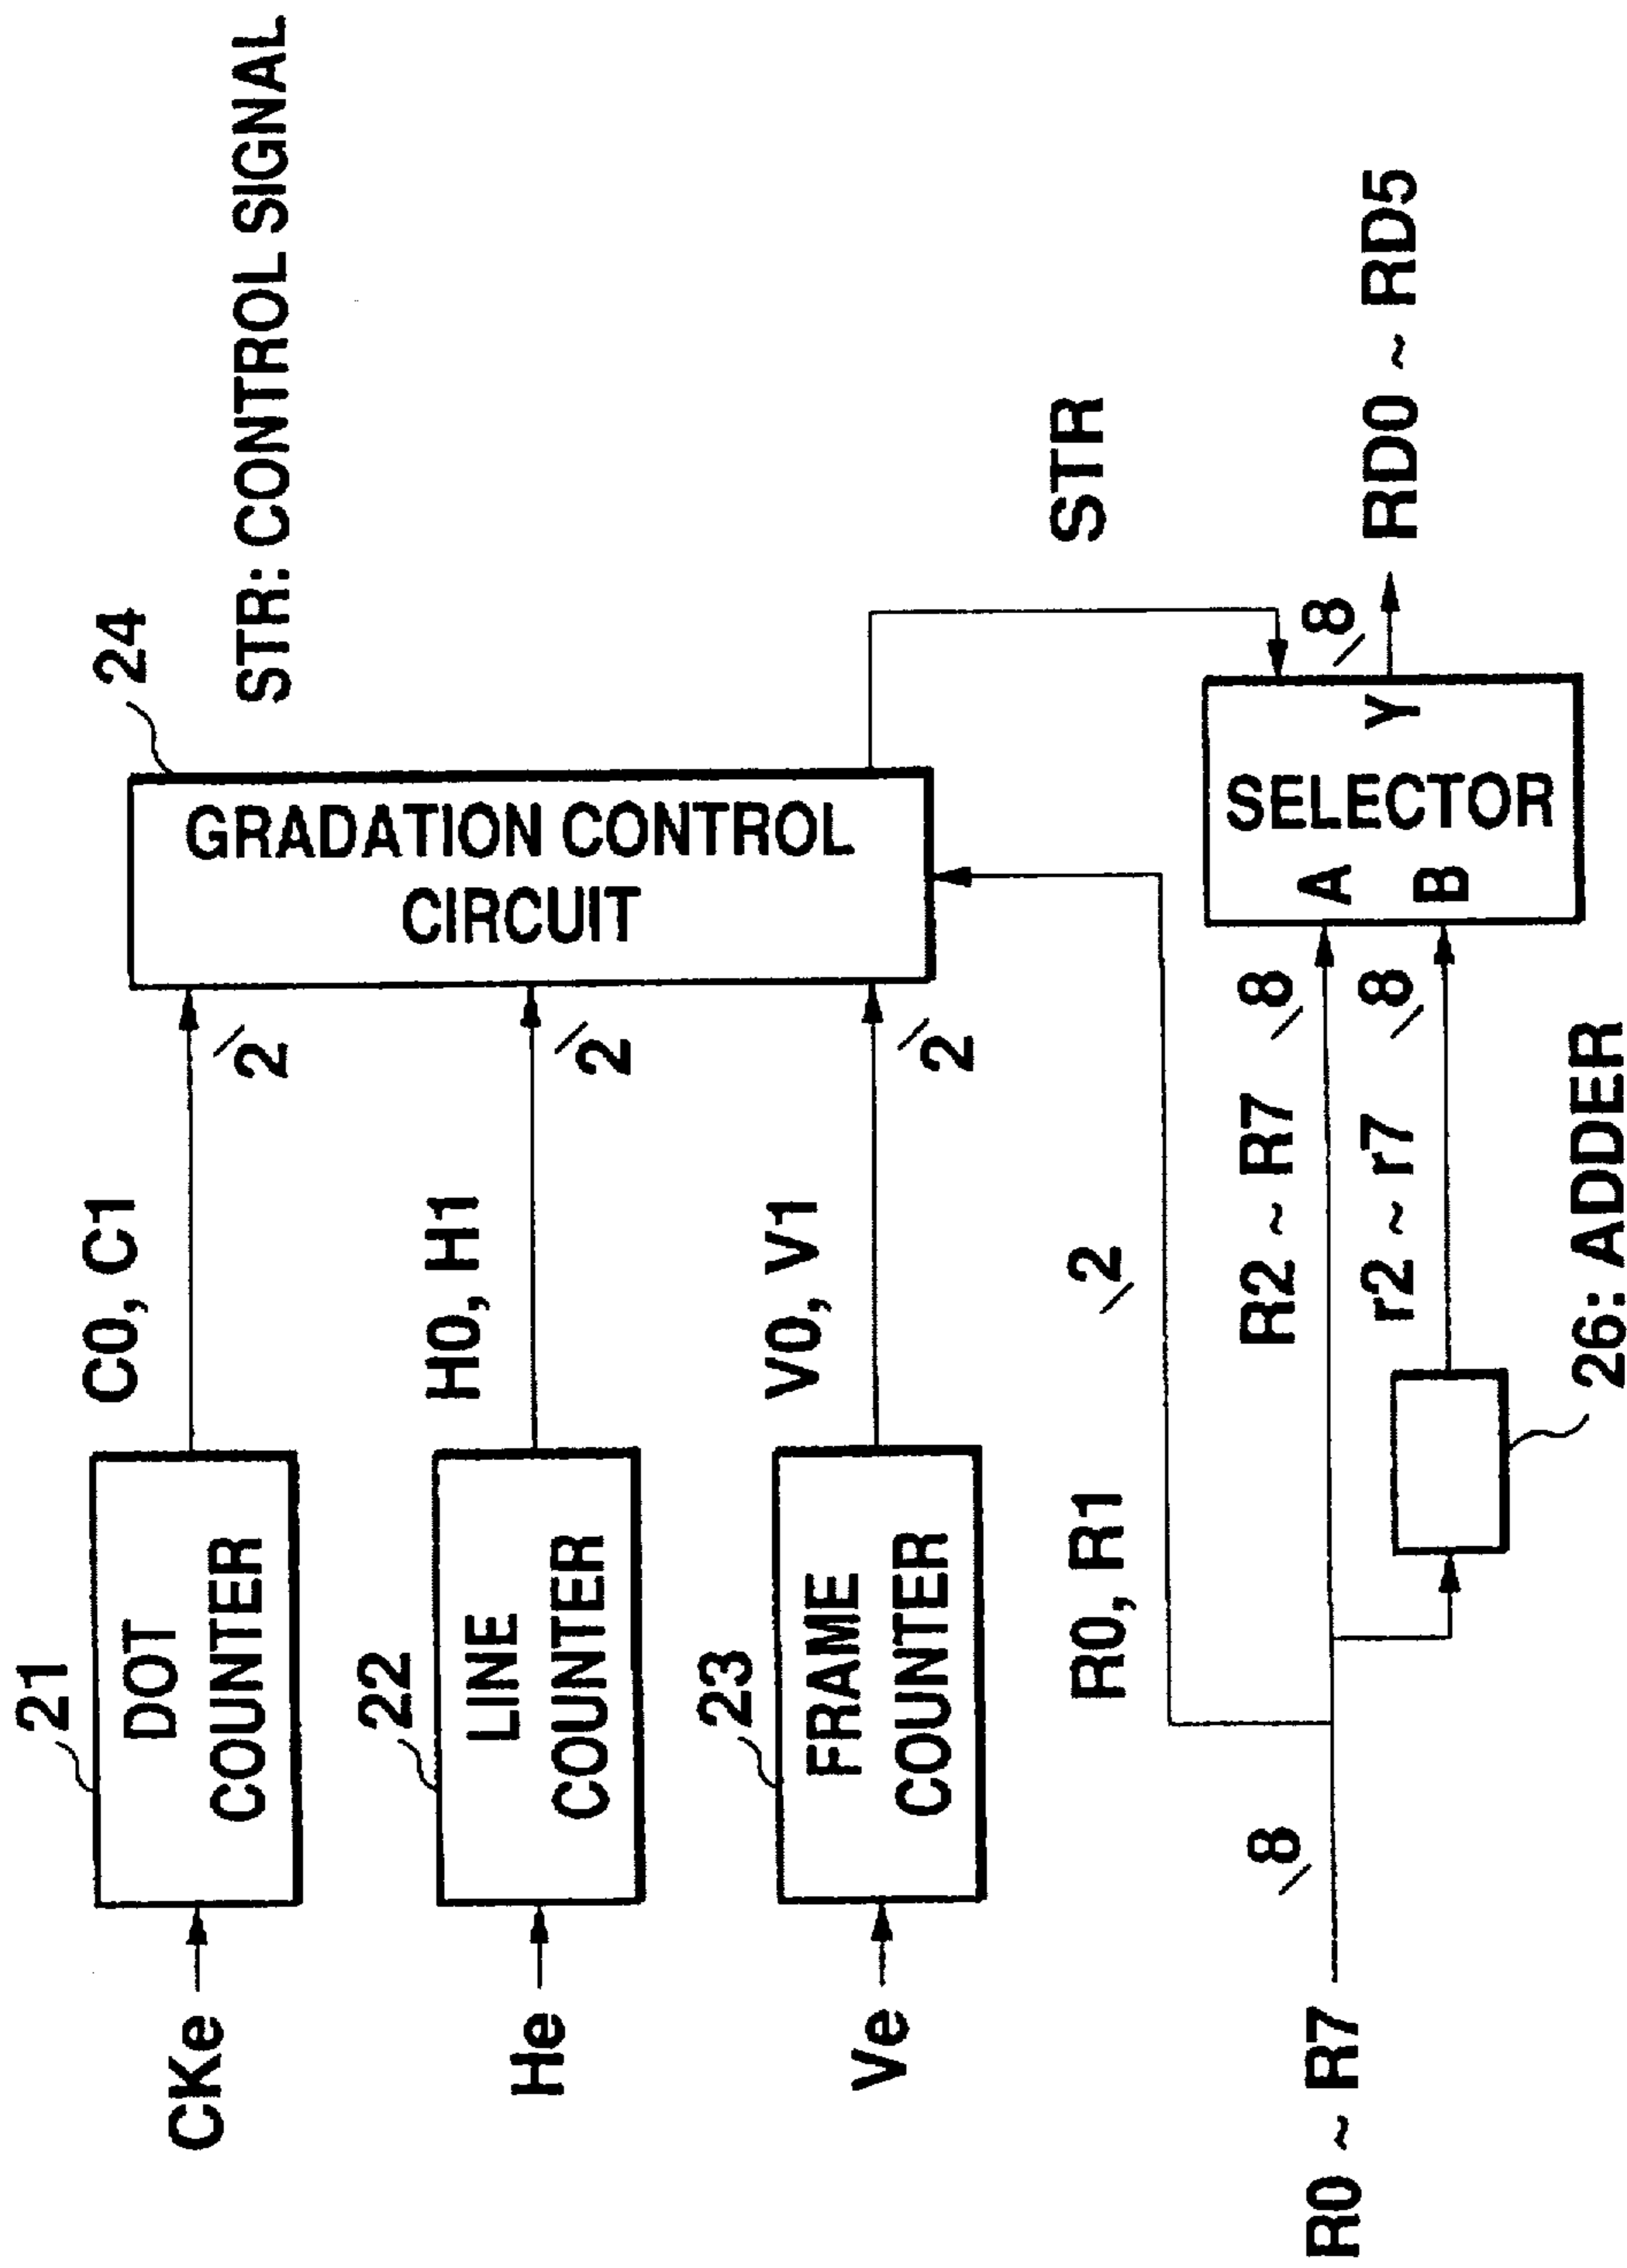 STR: CONTROL SIGNAL
24
21
DOT
COUNTER
CKe
C0, C1
2
GRADATION CONTROL
CIRCUIT
22
LINE
COUNTER
He
H0, H1
2
23
FRAME
COUNTER
Ve
V0, V1
2
STR
R0, R1
2
R0 ~ R7
8
R2 ~ R7
8
r2 ~ r7
8
26: ADDER
A
B
SELECTOR
Y
8
RD0 ~ RD5